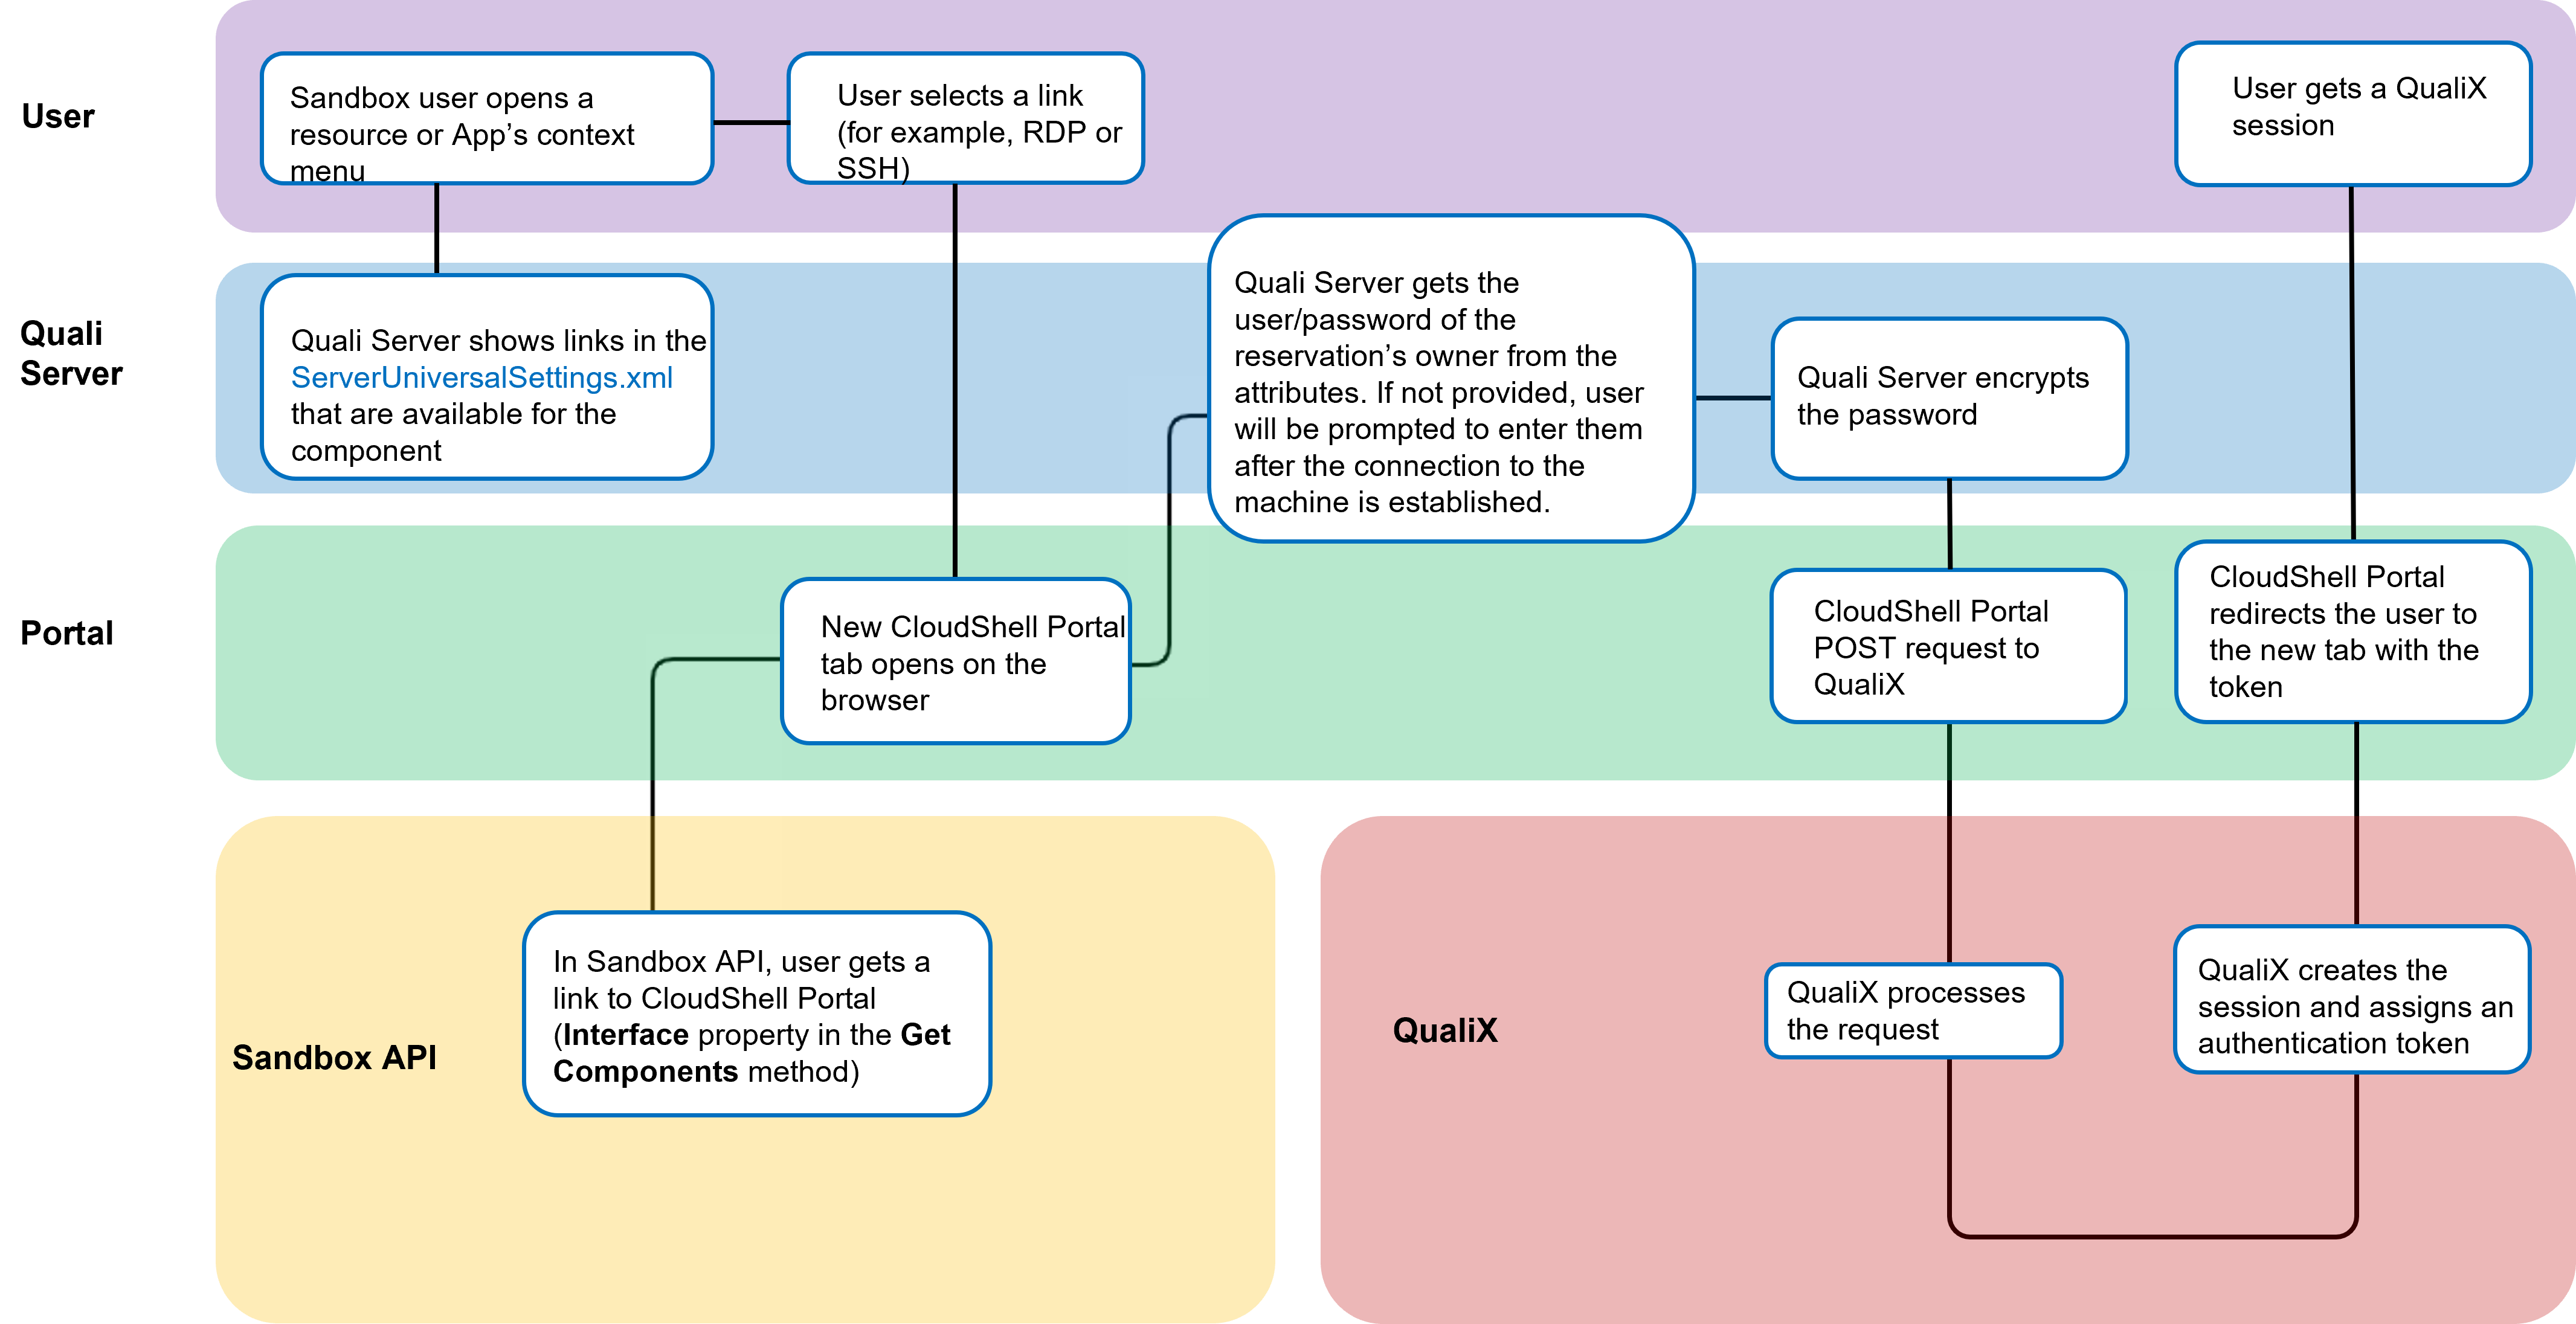 User
Sandbox user opens a
resource or App’s context
menu
User selects a link
(for example, RDP or
SSH)
User gets a QualiX
session
Quali
Server
Quali Server shows links in the
ServerUniversalSettings.xml
that are available for the
component
Quali Server gets the
user/password of the
reservation’s owner from the
attributes. If not provided, user
will be prompted to enter them
after the connection to the
machine is established.
Quali Server encrypts
the password
Portal
New CloudShell Portal
tab opens on the
browser
CloudShell Portal
POST request to
QualiX
CloudShell Portal
redirects the user to
the new tab with the
token
Sandbox API
In Sandbox API, user gets a
link to CloudShell Portal
(Interface property in the Get
Components method)
QualiX
QualiX processes
the request
QualiX creates the
session and assigns an
authentication token